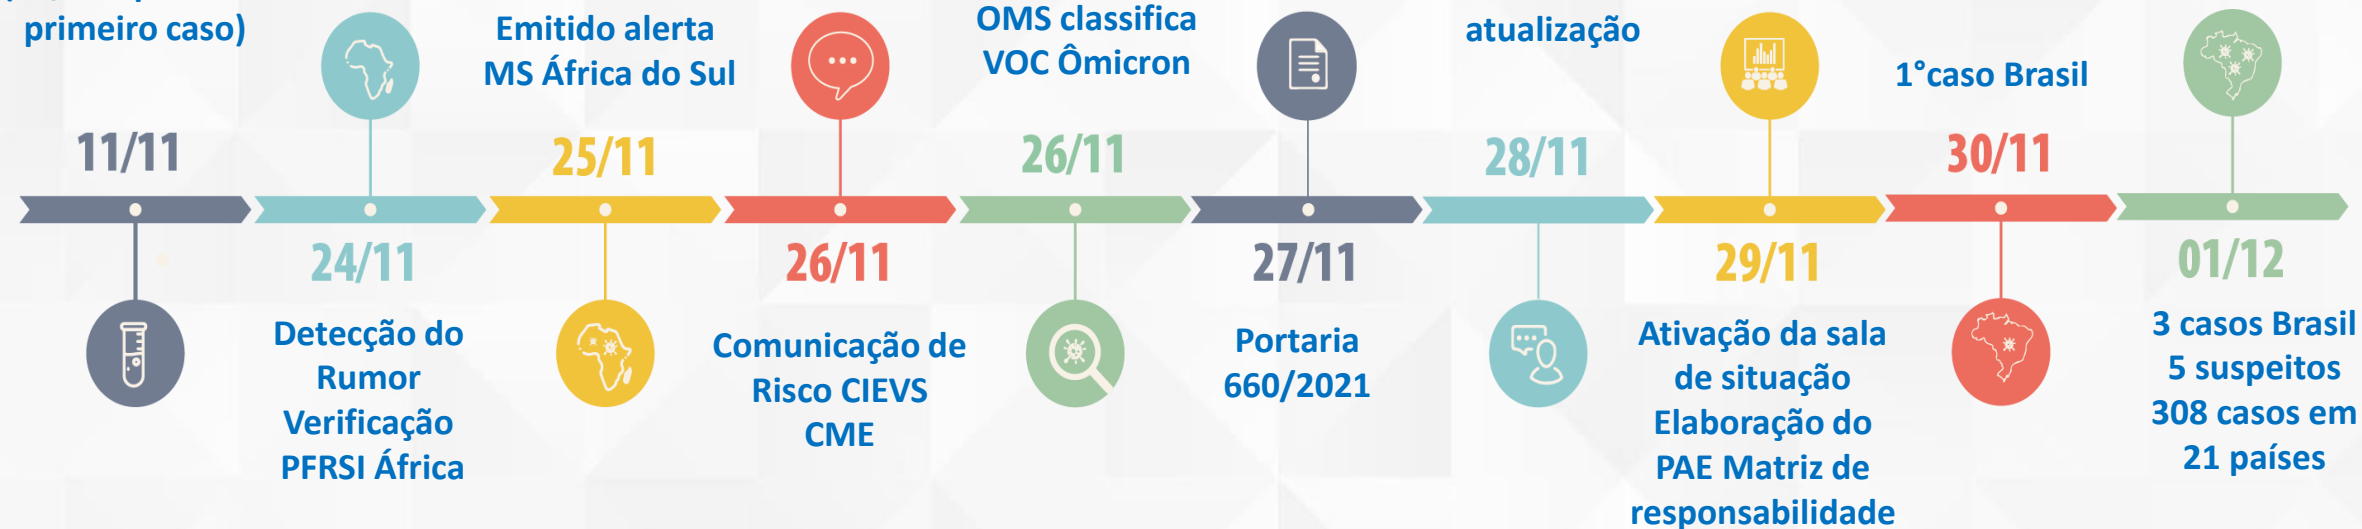 primeiro caso)
11/11
24/11
Detecção do
Rumor
Verificação
PFRSI África
Emitido alerta
MS África do Sul
25/11
26/11
Comunicação de
Risco CIEVS
CME
OMS classifica
VOC Ômicron
26/11
27/11
Portaria
660/2021
atualização
28/11
29/11
Ativação da sala
de situação
Elaboração do
PAE Matriz de
responsabilidade
1°caso Brasil
30/11
01/12
3 casos Brasil
5 suspeitos
308 casos em
21 países